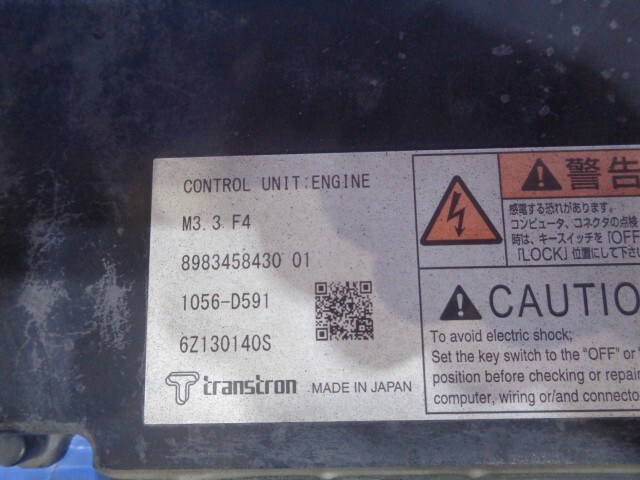 CONTROL UNIT:ENGINE
M3.3 F4
8983458430 01
1056-D591
6Z130140S
transtron MADE IN JAPAN
警告
感電する恐れがあります。
コンピュータ、コネクタの点検
時は、キースイッチを「OFF
「LOCK」位置にして下さ
CAUTIO
To avoid electric shock;
Set the key switch to the "OFF" or "
position before checking or repair
computer, wiring or/and connecto